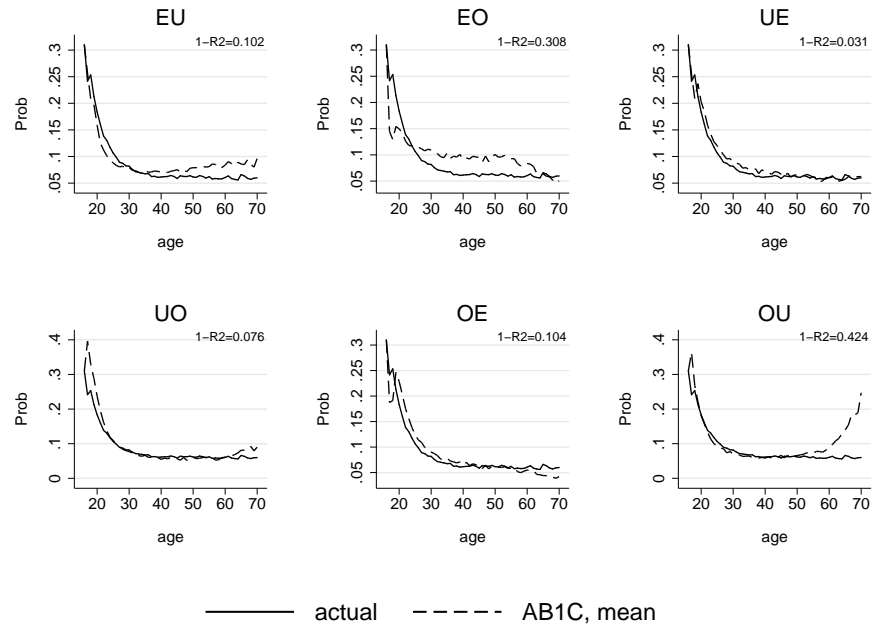 EU EO UE
1−R2=0.102 1−R2=0.308 1−R2=0.031
Prob .05 .1 .15 .2 .25 .3
20 30 40 50 60 70
age
Prob .05 .1 .15 .2 .25 .3
20 30 40 50 60 70
age
Prob .05 .1 .15 .2 .25 .3
20 30 40 50 60 70
age
UO OE OU
1−R2=0.076 1−R2=0.104 1−R2=0.424
Prob 0 .1 .2 .3 .4
20 30 40 50 60 70
age
Prob .05 .1 .15 .2 .25 .3
20 30 40 50 60 70
age
Prob 0 .1 .2 .3 .4
20 30 40 50 60 70
age
actual AB1C, mean